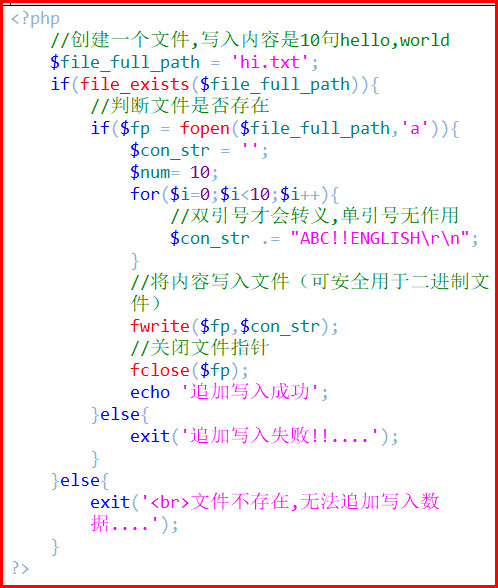 <?php
//创建一个文件,写入内容是10句hello,world
$file_full_path = 'hi.txt';
if(file_exists($file_full_path)){
//判断文件是否存在
if($fp = fopen($file_full_path,'a')){
$con_str = '';
$num= 10;
for($i=0;$i<10;$i++){
//双引号才会转义,单引号无作用
$con_str .= "ABC!!ENGLISH\r\n";
}
//将内容写入文件（可安全用于二进制文
件）
fwrite($fp,$con_str);
//关闭文件指针
fclose($fp);
echo '追加写入成功';
}else{
exit('追加写入失败!!....');
}
}else{
exit('<br>文件不存在,无法追加写入数
据....');
}
?>